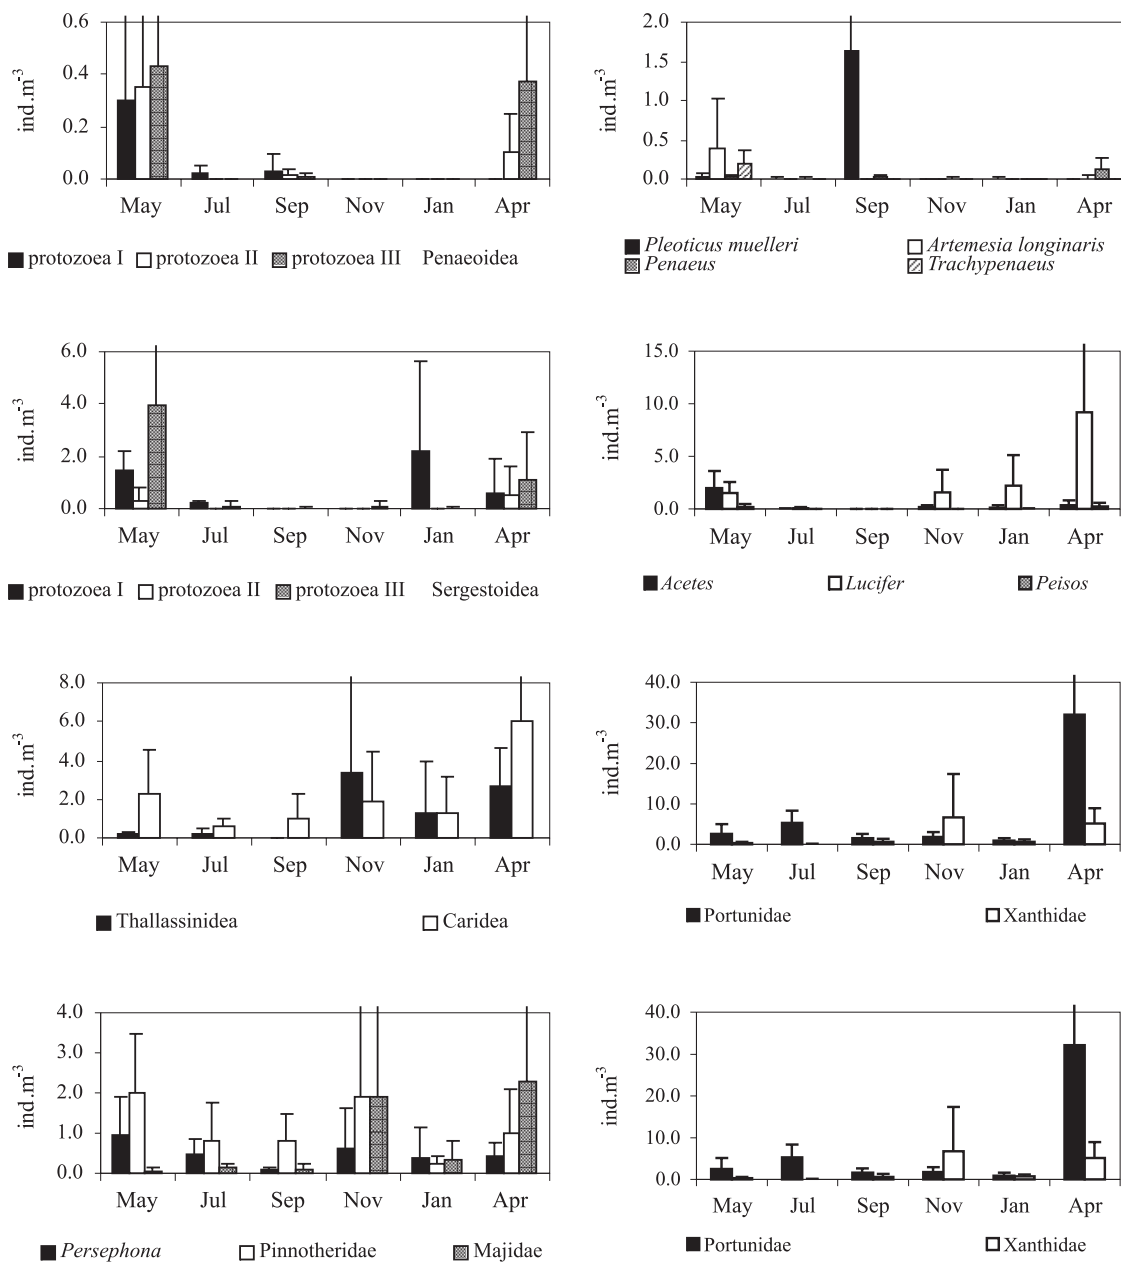 0.6
0.4
0.2
0.0
ind.m-3
May Jul Sep Nov Jan Apr
protozoea I protozoea II protozoea III Penaeoidea
2.0
1.5
1.0
0.5
0.0
ind.m-3
May Jul Sep Nov Jan Apr
Pleoticus muelleri Artemesia longinaris
Penaeus Trachypenaeus
6.0
4.0
2.0
0.0
ind.m-3
May Jul Sep Nov Jan Apr
protozoea I protozoea II protozoea III Sergestoidea
15.0
10.0
5.0
0.0
ind.m-3
May Jul Sep Nov Jan Apr
Acetes Lucifer Peisos
8.0
6.0
4.0
2.0
0.0
ind.m-3
May Jul Sep Nov Jan Apr
Thallassinidea Caridea
40.0
30.0
20.0
10.0
0.0
ind.m-3
May Jul Sep Nov Jan Apr
Portunidae Xanthidae
4.0
3.0
2.0
1.0
0.0
ind.m-3
May Jul Sep Nov Jan Apr
Persephona Pinnotheridae Majidae
40.0
30.0
20.0
10.0
0.0
ind.m-3
May Jul Sep Nov Jan Apr
Portunidae Xanthidae